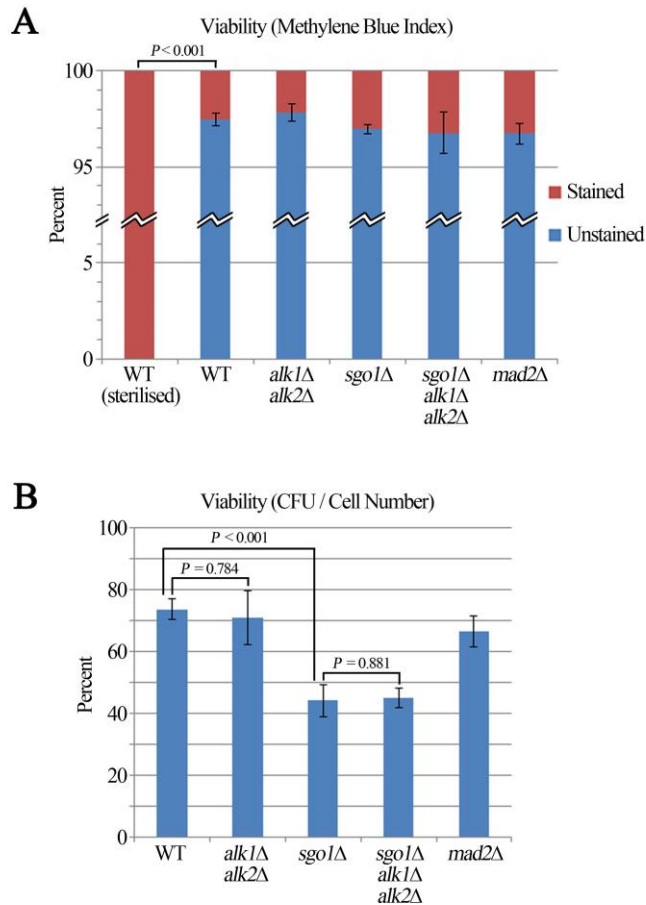 A
Viability (Methylene Blue Index)
P < 0.001
100
95
5
0
Percent
Stained
Unstained
WT
(sterilised)
WT
alk1Δ
alk2Δ
sgo1Δ
sgo1Δ
alk1Δ
alk2Δ
mad2Δ
B
Viability (CFU / Cell Number)
100
80
60
40
20
0
Percent
P < 0.001
P = 0.784
P = 0.881
WT
alk1Δ
alk2Δ
sgo1Δ
sgo1Δ
alk1Δ
alk2Δ
mad2Δ